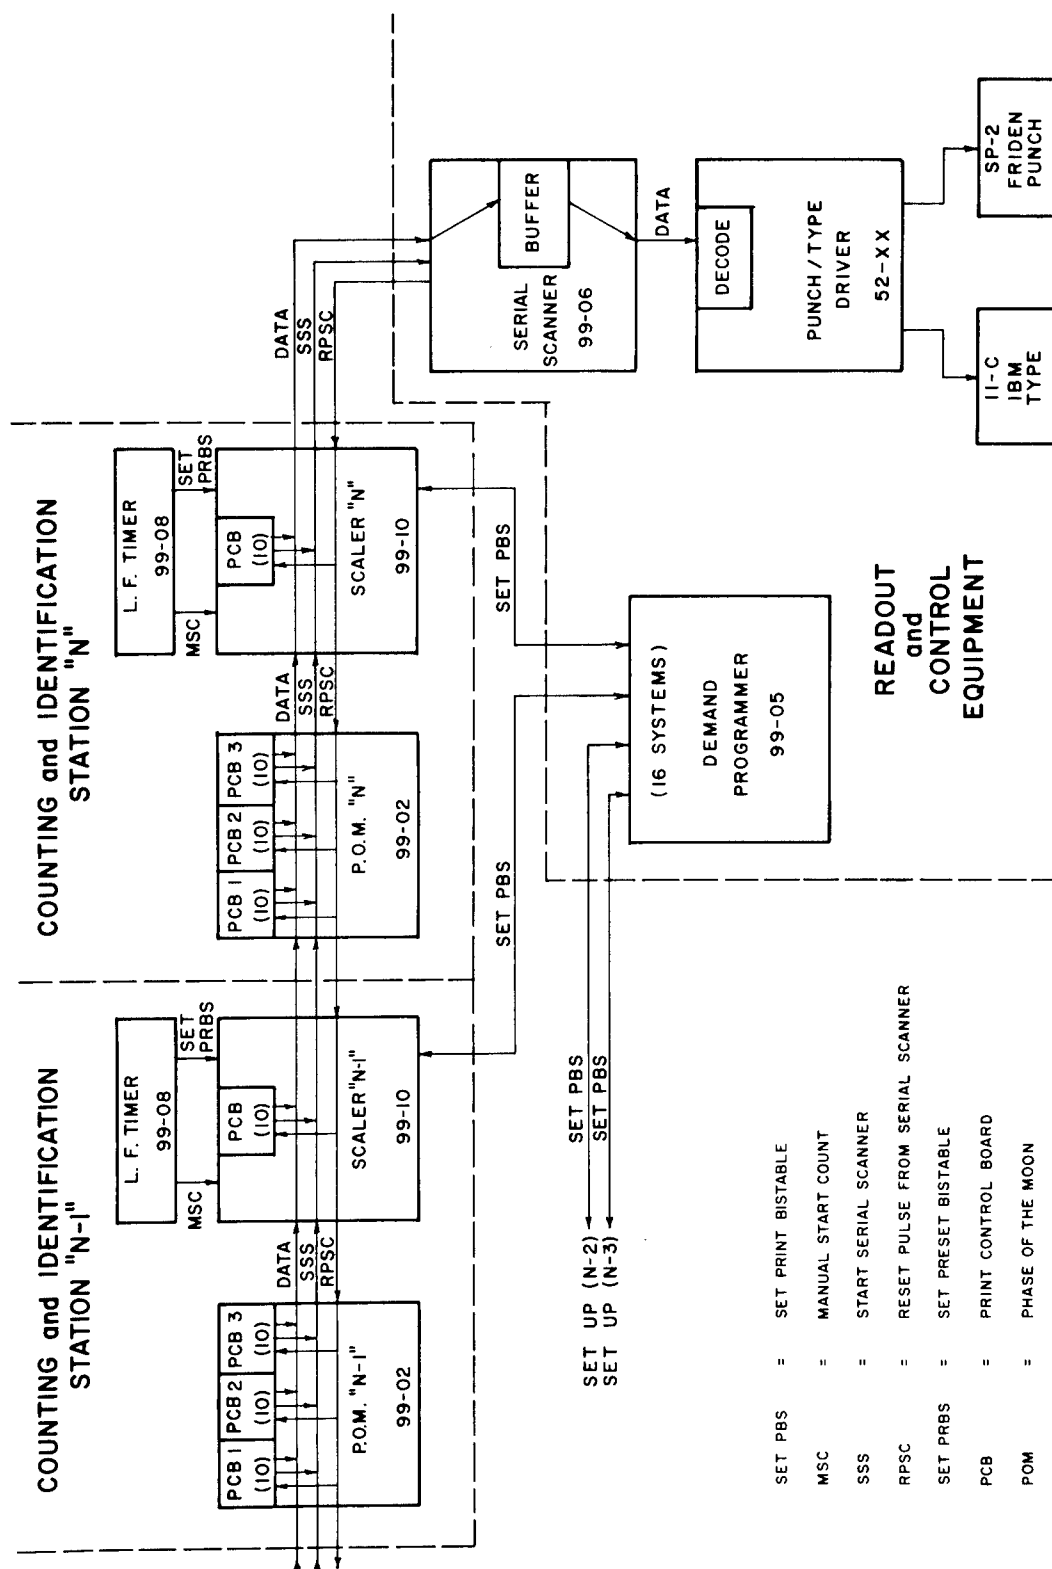 COUNTING and IDENTIFICATION
STATION "N-1"
L. F. TIMER
99-08
MSC
SET
PRBS
PCB 1
(10)
PCB 2
(10)
PCB 3
(10)
P.O.M. "N-1"
99-02
DATA
SSS
RPSC
PCB
(10)
SCALER "N-1"
99-10
COUNTING and IDENTIFICATION
STATION "N"
L. F. TIMER
99-08
MSC
SET
PRBS
PCB 1
(10)
PCB 2
(10)
PCB 3
(10)
P.O.M. "N"
99-02
DATA
SSS
RPSC
PCB
(10)
SCALER "N"
99-10
DATA
SSS
RPSC
BUFFER
SERIAL
SCANNER
99-06
DATA
DECODE
PUNCH/TYPE
DRIVER
52-XX
11-C
IBM
TYPE
SP-2
FRIDEN
PUNCH
SET PBS
SET PBS
SET PBS
SET PBS
SET UP (N-2)
SET UP (N-3)
(16 SYSTEMS)
DEMAND
PROGRAMMER
99-05
READOUT
and
CONTROL
EQUIPMENT
SET PBS = SET PRINT BISTABLE
MSC = MANUAL START COUNT
SSS = START SERIAL SCANNER
RPSC = RESET PULSE FROM SERIAL SCANNER
SET PRBS = SET PRESET BISTABLE
PCB = PRINT CONTROL BOARD
POM = PHASE OF THE MOON